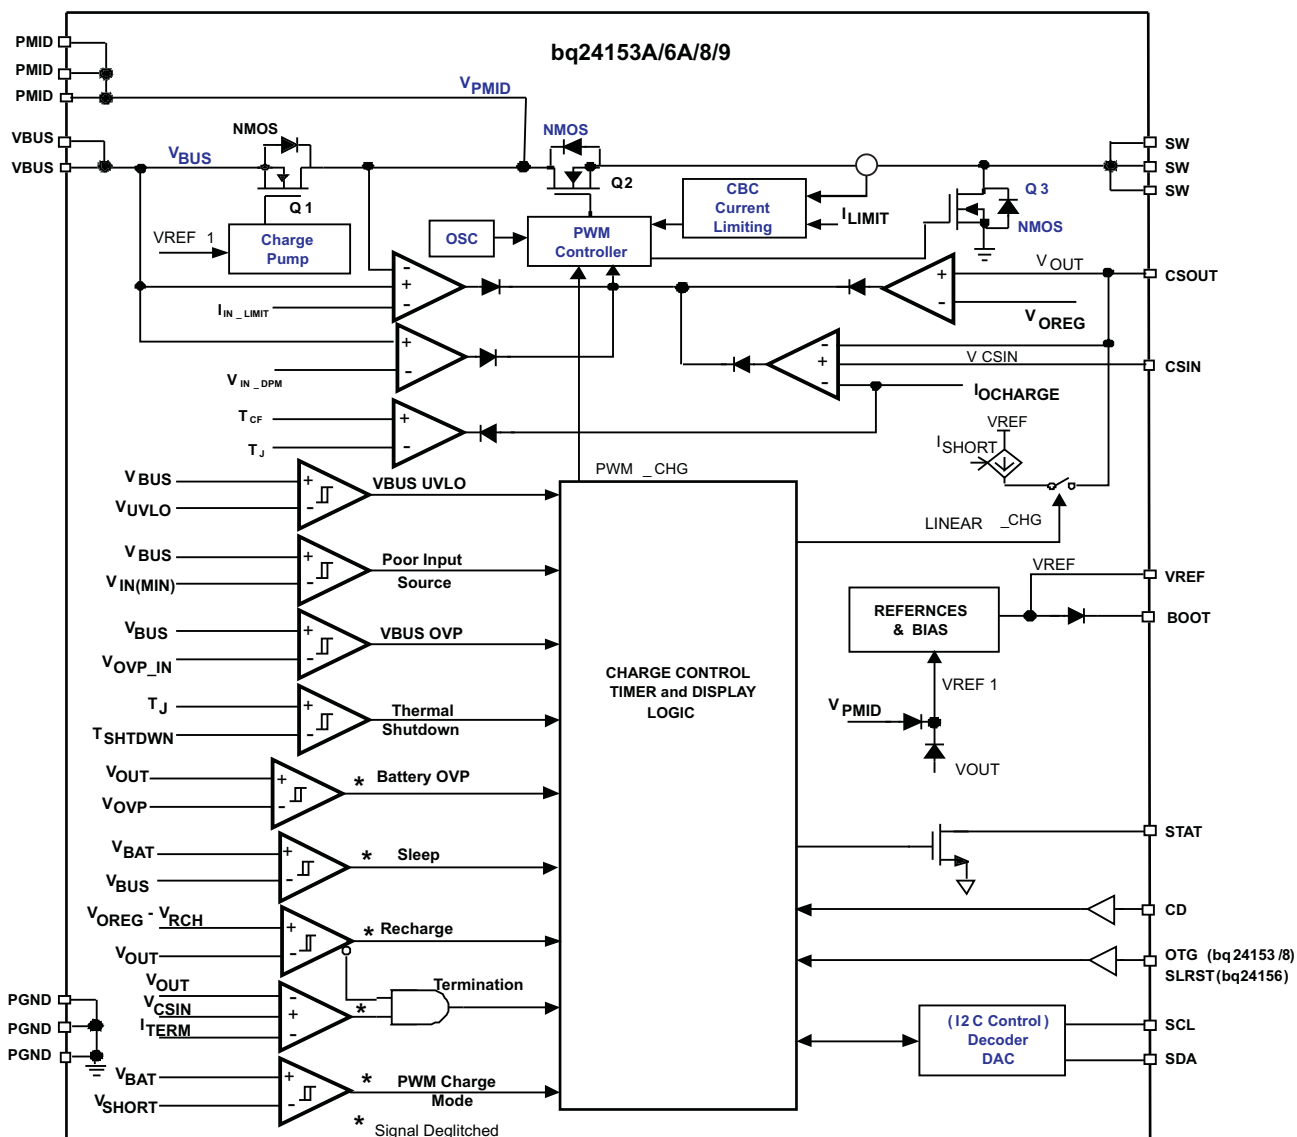 bq24153A/6A/8/9
PMID
PMID
PMID
VBUS
VBUS
VPMID
VBUS
NMOS
Q1
NMOS
Q2
Q3
NMOS
SW
SW
SW
VREF 1
Charge
Pump
OSC
PWM
Controller
CBC
Current
Limiting
ILIMIT
-
+
-
IIN_LIMIT
+
-
VIN_DPM
+
-
TCF
TJ
+
-
VOUT
VOREG
CSOUT
-
+
-
V CSIN
CSIN
IOCHARGE
VREF
ISHORT
LINEAR _CHG
PWM _CHG
VBUS
VUVLO
+
-
VBUS UVLO
VBUS
VIN(MIN)
+
-
Poor Input
Source
VBUS
VOVP_IN
+
-
VBUS OVP
TJ
TSHTDWN
+
-
Thermal
Shutdown
VOUT
VOVP
+
-
* Battery OVP
VBAT
VBUS
+
-
* Sleep
VOREG - VRCH
VOUT
+
-
* Recharge
VOUT
VCSIN
ITERM
-
+
-
*
Termination
VBAT
VSHORT
+
-
* PWM Charge
Mode
* Signal Deglitched
PGND
PGND
PGND
CHARGE CONTROL
TIMER and DISPLAY
LOGIC
REFERNCES
& BIAS
VREF
VREF
BOOT
VREF 1
VPMID
VOUT
STAT
CD
OTG (bq24153/8)
SLRST(bq24156)
(I2C Control)
Decoder
DAC
SCL
SDA